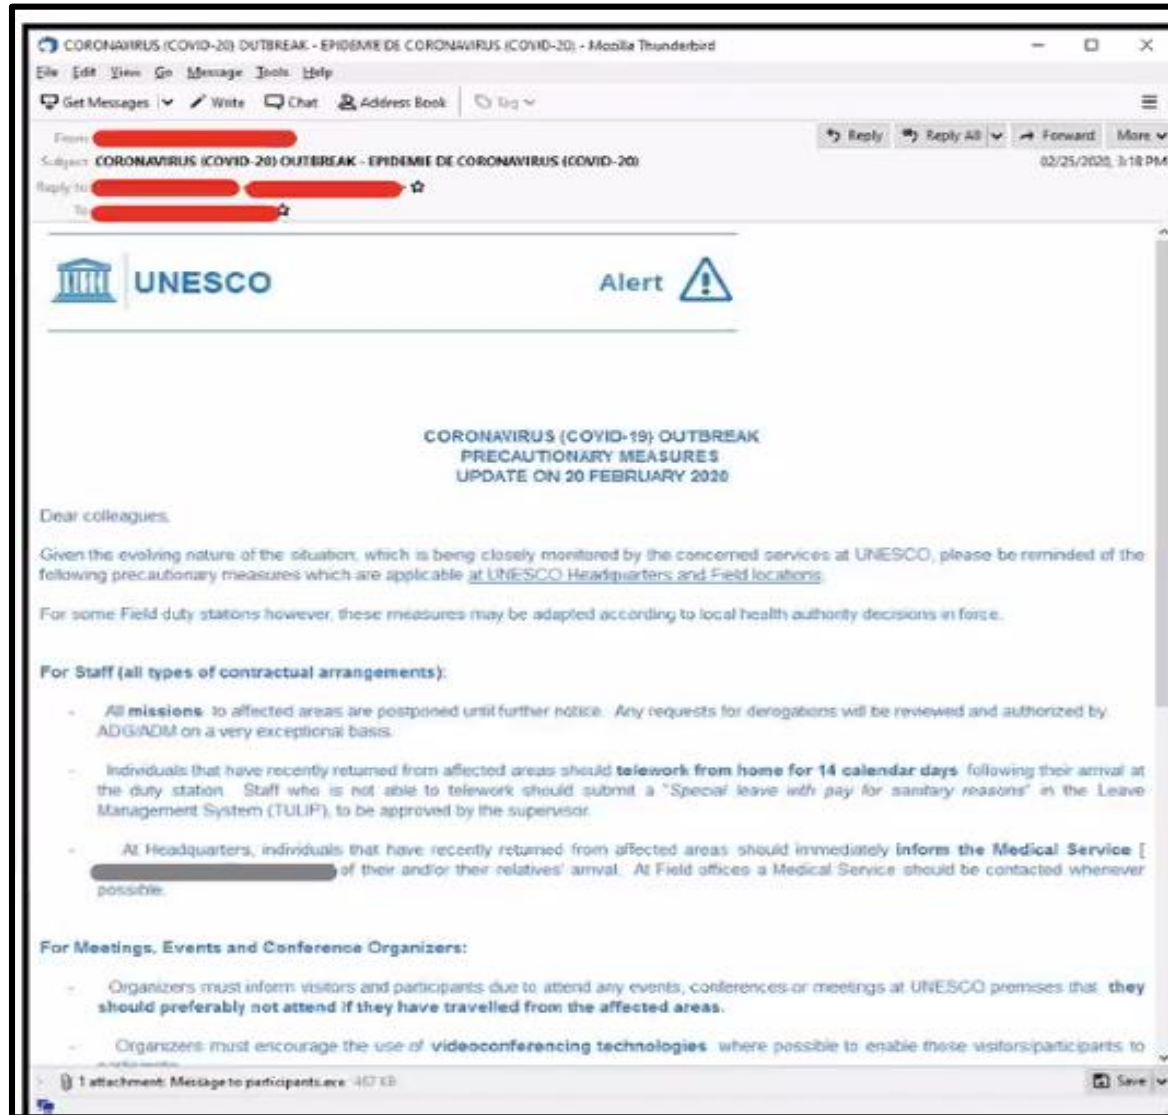 CORONAVIRUS (COVID-20) OUTBREAK - EPIDEMIE DE CORONAVIRUS (COVID-20) - Mozilla Thunderbird
File Edit View Go Message Tools Help
Get Messages Write Chat Address Book Tag
From Reply Reply All Forward More
Subject CORONAVIRUS (COVID-20) OUTBREAK - EPIDEMIE DE CORONAVIRUS (COVID-20) 02/25/2020, 3:18 PM
Reply to
To
UNESCO Alert
CORONAVIRUS (COVID-19) OUTBREAK
PRECAUTIONARY MEASURES
UPDATE ON 20 FEBRUARY 2020
Dear colleagues,
Given the evolving nature of the situation, which is being closely monitored by the concerned services at UNESCO, please be reminded of the
following precautionary measures which are applicable at UNESCO Headquarters and Field locations.
For some Field duty stations however, these measures may be adapted according to local health authority decisions in force.
For Staff (all types of contractual arrangements):
- All missions to affected areas are postponed until further notice. Any requests for derogations will be reviewed and authorized by
ADG/ADM on a very exceptional basis.
- Individuals that have recently returned from affected areas should telework from home for 14 calendar days following their arrival at
the duty station. Staff who is not able to telework should submit a "Special leave with pay for sanitary reasons" in the Leave
Management System (TULIP), to be approved by the supervisor.
- At Headquarters, individuals that have recently returned from affected areas should immediately inform the Medical Service [
of their and/or their relatives' arrival. At Field offices a Medical Service should be contacted whenever
possible.
For Meetings, Events and Conference Organizers:
- Organizers must inform visitors and participants due to attend any events, conferences or meetings at UNESCO premises that they
should preferably not attend if they have travelled from the affected areas.
- Organizers must encourage the use of videoconferencing technologies where possible to enable those visitors/participants to
1 attachment: Message to participants.exe 467 KB Save